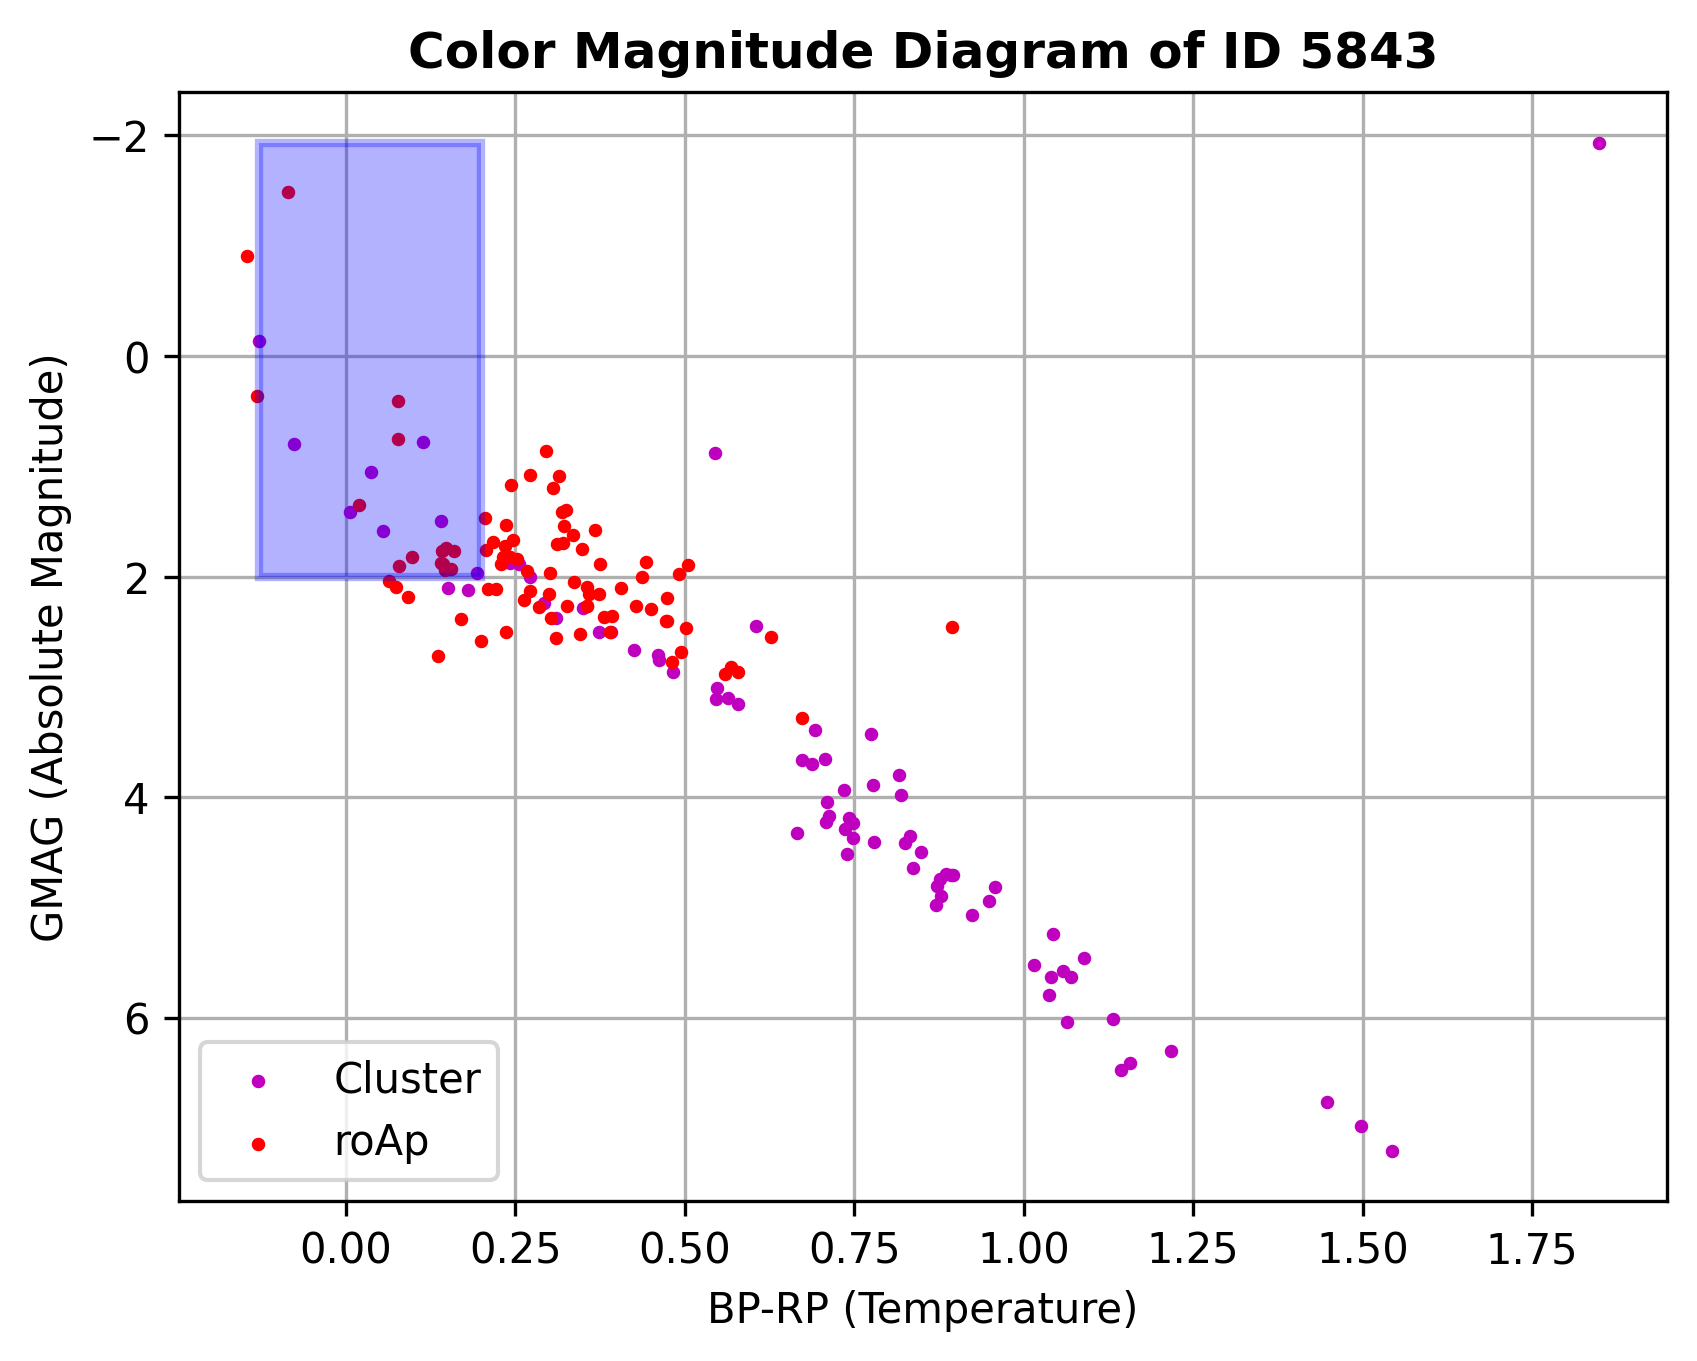 Color Magnitude Diagram of ID 5843
GMAG (Absolute Magnitude)
−2
0
2
4
6
Cluster
roAp
0.00 0.25 0.50 0.75 1.00 1.25 1.50 1.75
BP-RP (Temperature)